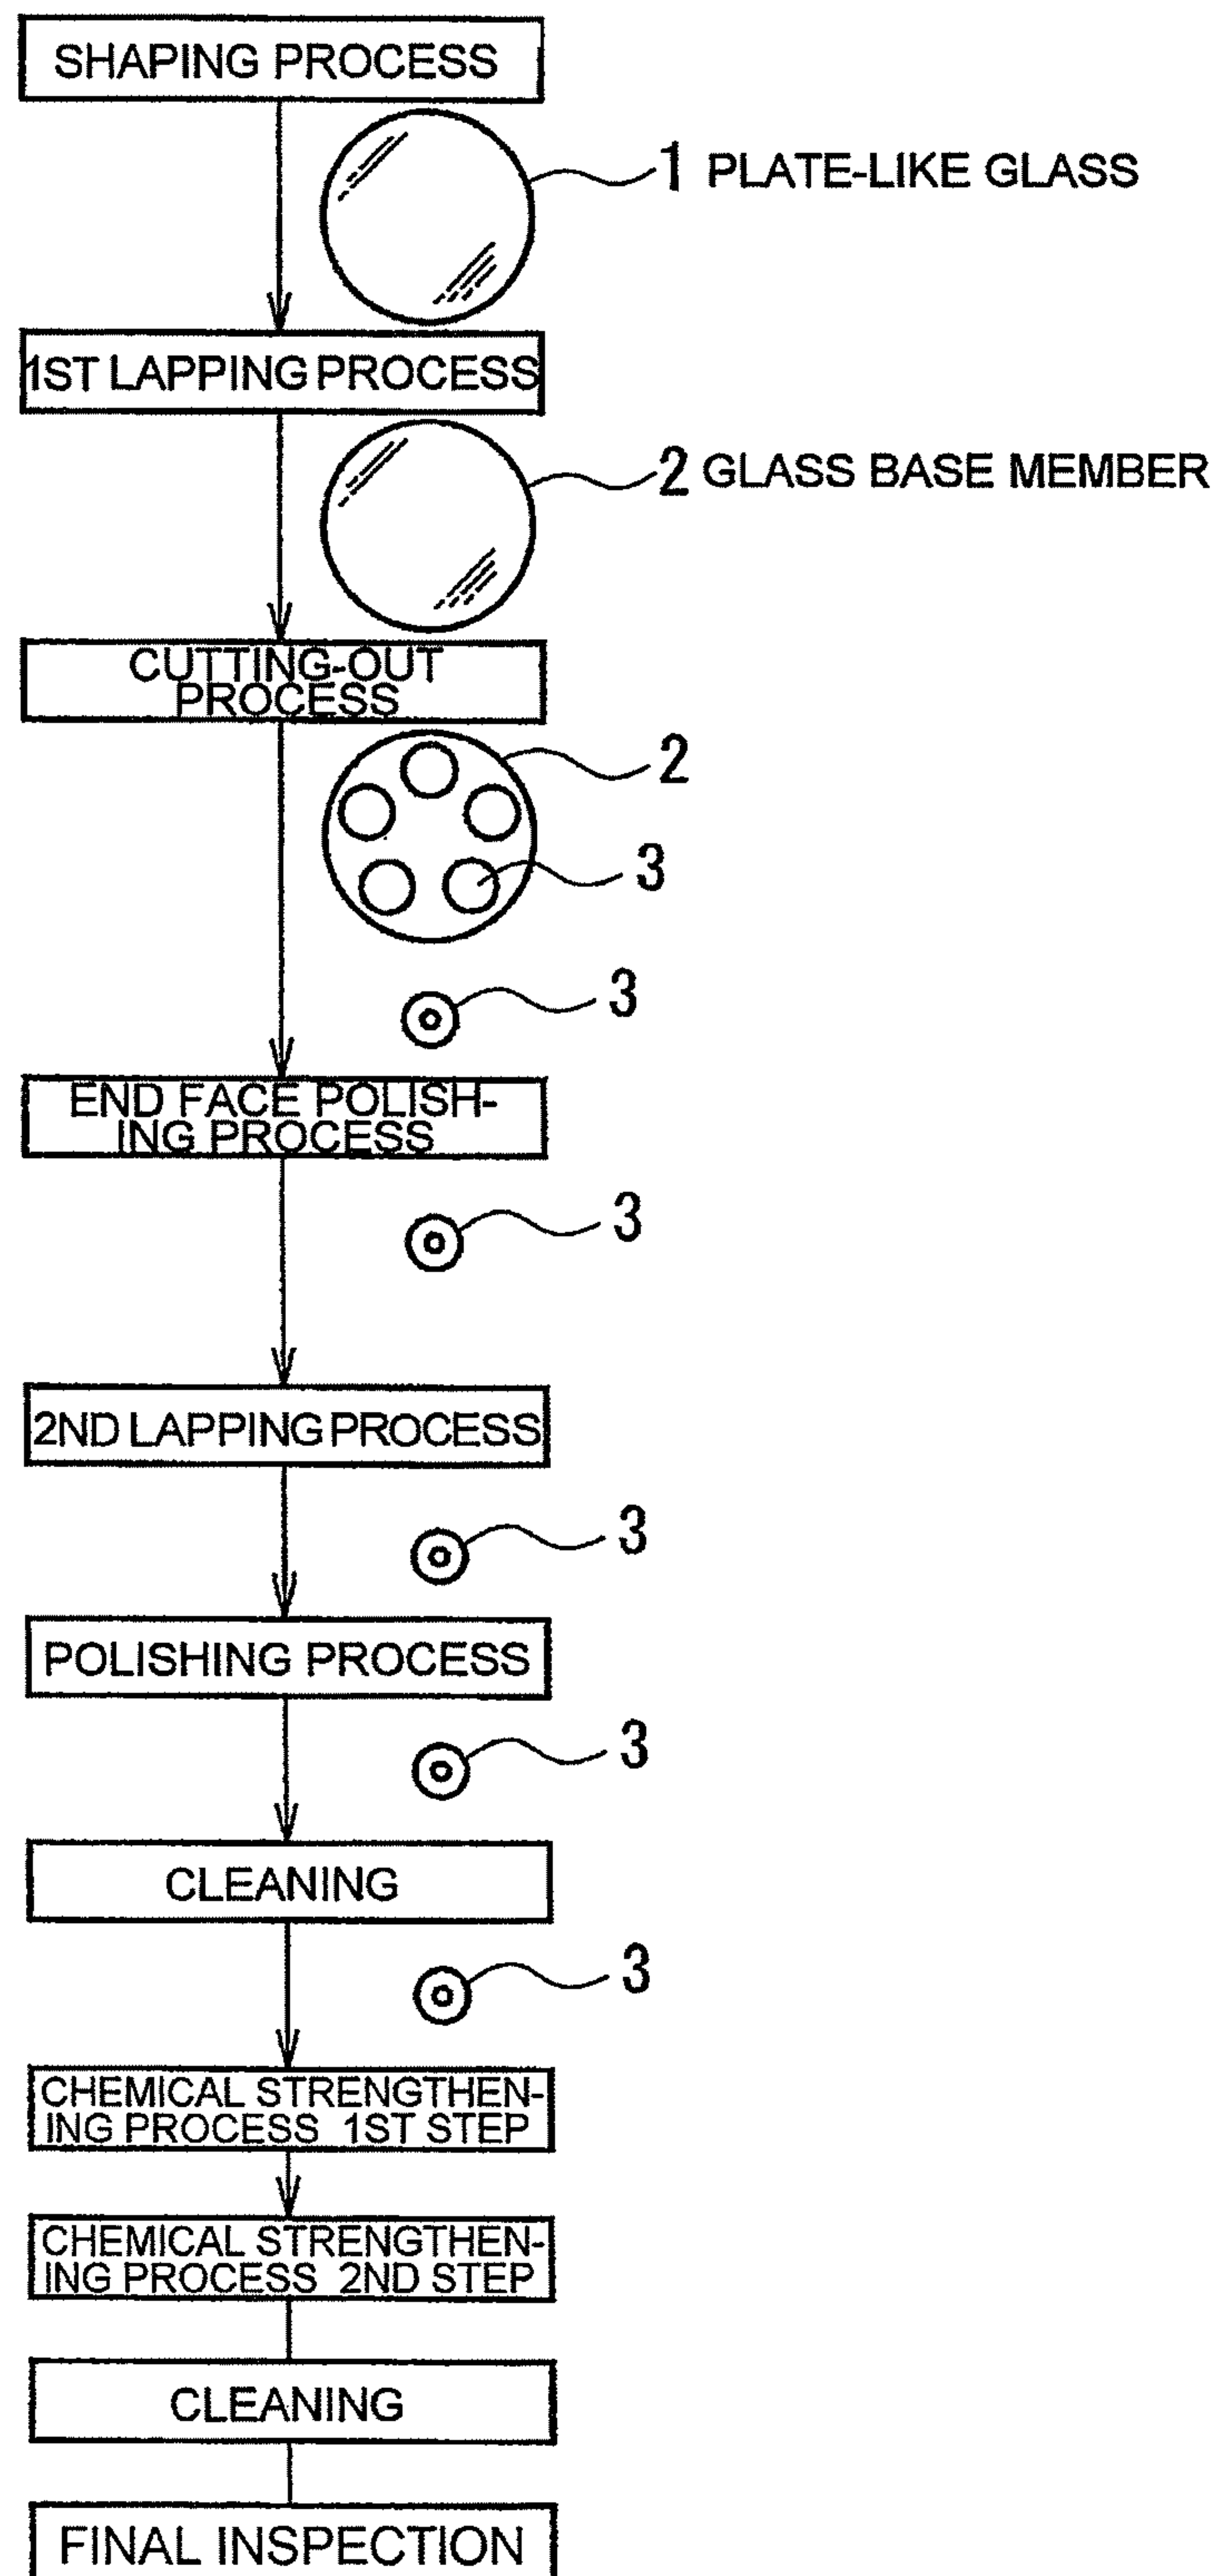 SHAPING PROCESS
1 PLATE-LIKE GLASS
1ST LAPPING PROCESS
2 GLASS BASE MEMBER
CUTTING-OUT
PROCESS
2
3
3
END FACE POLISH-
ING PROCESS
3
2ND LAPPING PROCESS
3
POLISHING PROCESS
3
CLEANING
3
CHEMICAL STRENGTHEN-
ING PROCESS 1ST STEP
CHEMICAL STRENGTHEN-
ING PROCESS 2ND STEP
CLEANING
FINAL INSPECTION